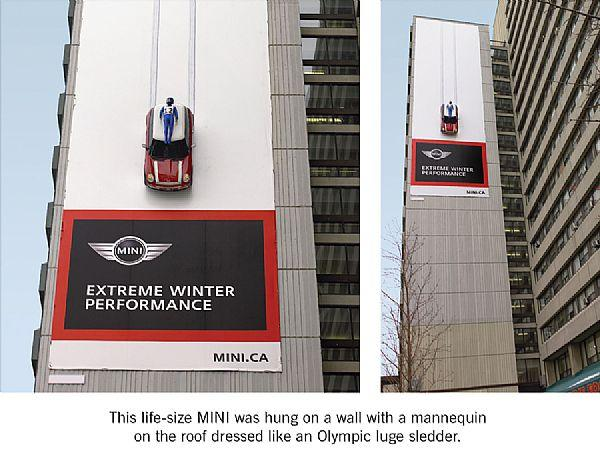 MINI
EXTREME WINTER
PERFORMANCE
MINI.CA
MINI
EXTREME WINTER
PERFORMANCE
MINI.CA
This life-size MINI was hung on a wall with a mannequin
on the roof dressed like an Olympic luge sledder.